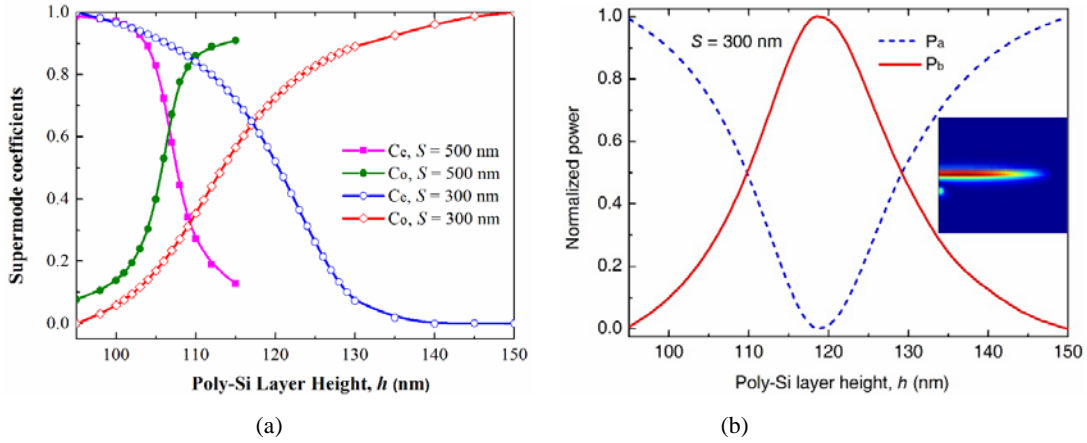 (a)
Supermode coefficients
1.0
0.8
0.6
0.4
0.2
0.0
Ce, S = 500 nm
Co, S = 500 nm
Ce, S = 300 nm
Co, S = 300 nm
100 110 120 130 140 150
Poly-Si Layer Height, h (nm)
(a)
(b)
Normalized power
1.0
0.8
0.6
0.4
0.2
0.0
S = 300 nm
Pa
Pb
100 110 120 130 140 150
Poly-Si layer height, h (nm)
(b)